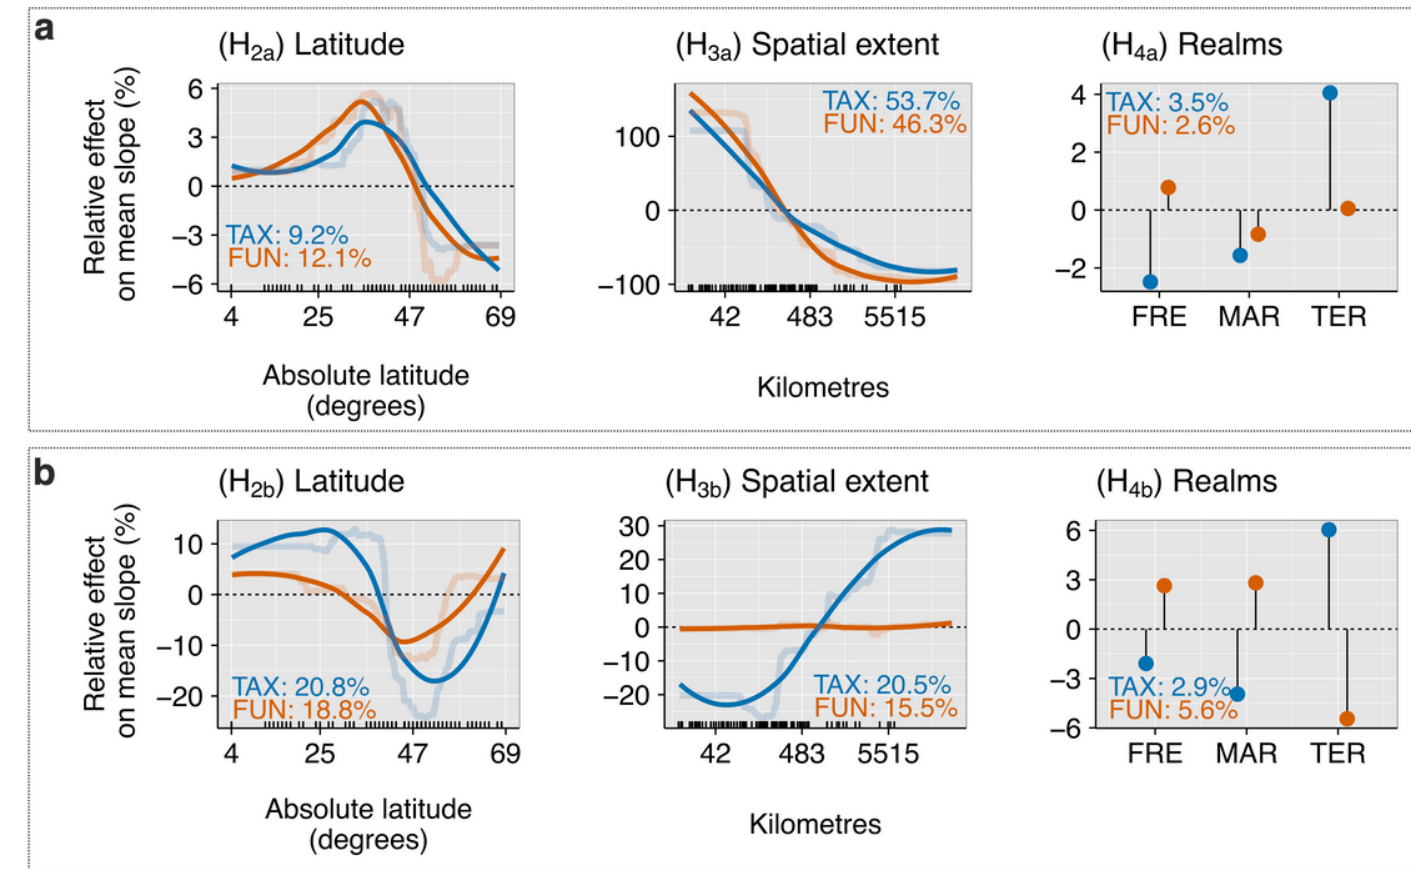 a
(H2a) Latitude
(H3a) Spatial extent
(H4a) Realms
Relative effect
on mean slope (%)
6
3
0
−3
−6
TAX: 9.2%
FUN: 12.1%
4 25 47 69
Absolute latitude
(degrees)
100
0
−100
TAX: 53.7%
FUN: 46.3%
42 483 5515
Kilometres
4
2
0
−2
TAX: 3.5%
FUN: 2.6%
FRE MAR TER
b
(H2b) Latitude
(H3b) Spatial extent
(H4b) Realms
Relative effect
on mean slope (%)
10
0
−10
−20
TAX: 20.8%
FUN: 18.8%
4 25 47 69
Absolute latitude
(degrees)
30
20
10
0
−10
−20
TAX: 20.5%
FUN: 15.5%
42 483 5515
Kilometres
6
3
0
−3
−6
TAX: 2.9%
FUN: 5.6%
FRE MAR TER